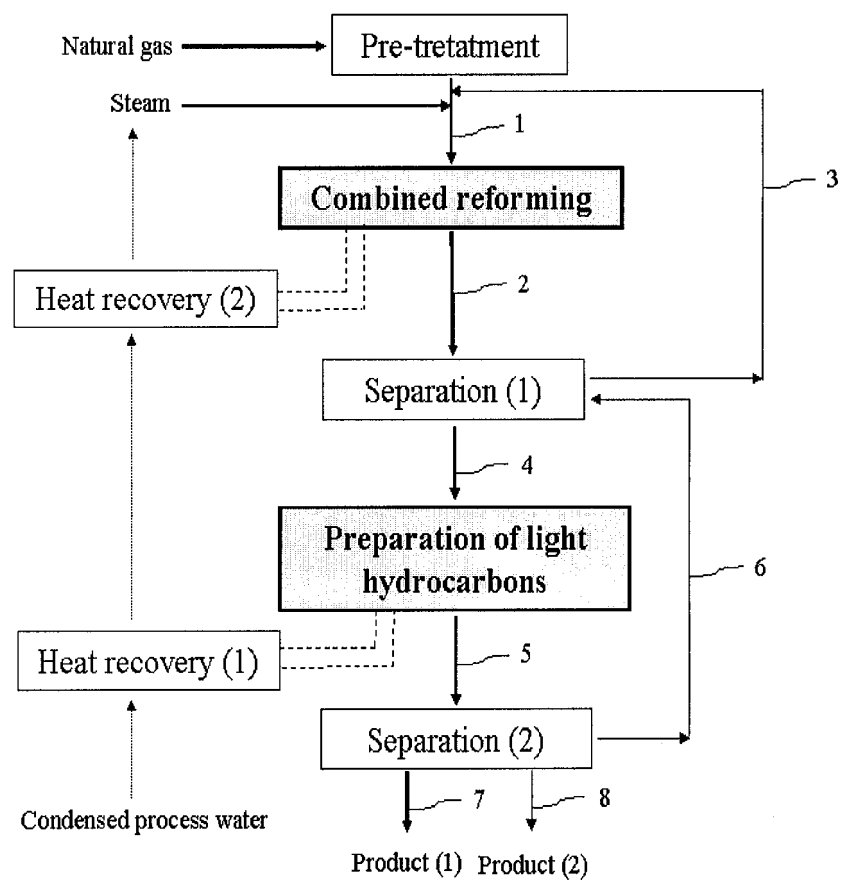 Natural gas
Pre-tretatment
Steam
1
Combined reforming
3
Heat recovery (2)
2
Separation (1)
4
Preparation of light
hydrocarbons
6
Heat recovery (1)
5
Separation (2)
Condensed process water
7
8
Product (1)
Product (2)